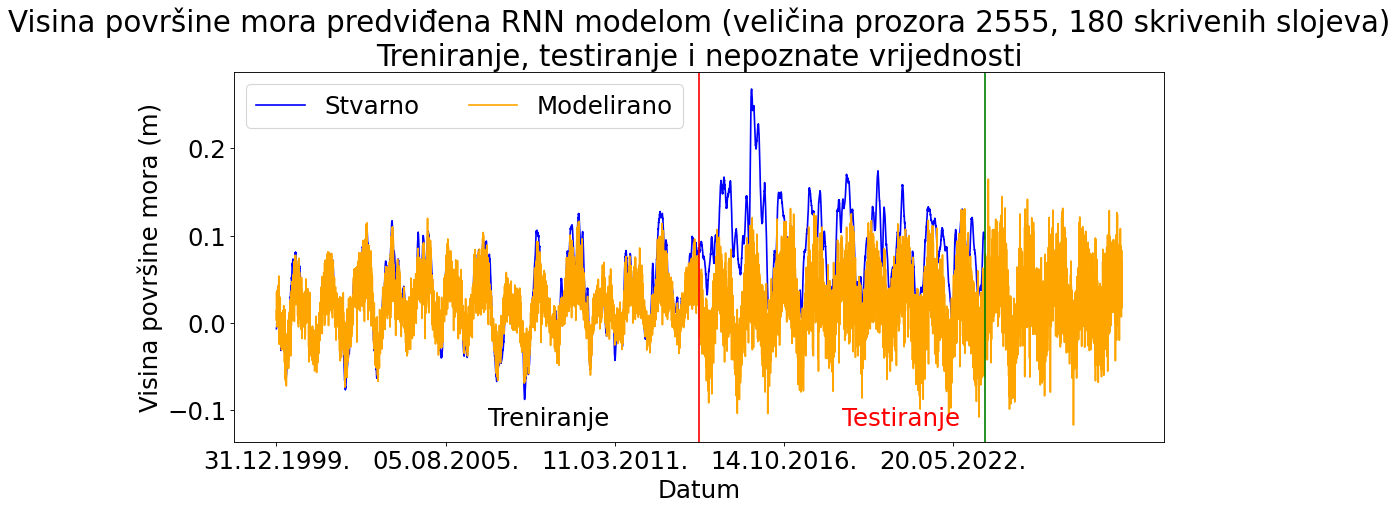 Visina površine mora predviđena RNN modelom (veličina prozora 2555, 180 skrivenih slojeva)
Treniranje, testiranje i nepoznate vrijednosti
Stvarno
Modelirano
Visina površine mora (m)
0.2
0.1
0.0
−0.1
Treniranje
Testiranje
31.12.1999.
05.08.2005.
11.03.2011.
14.10.2016.
20.05.2022.
Datum